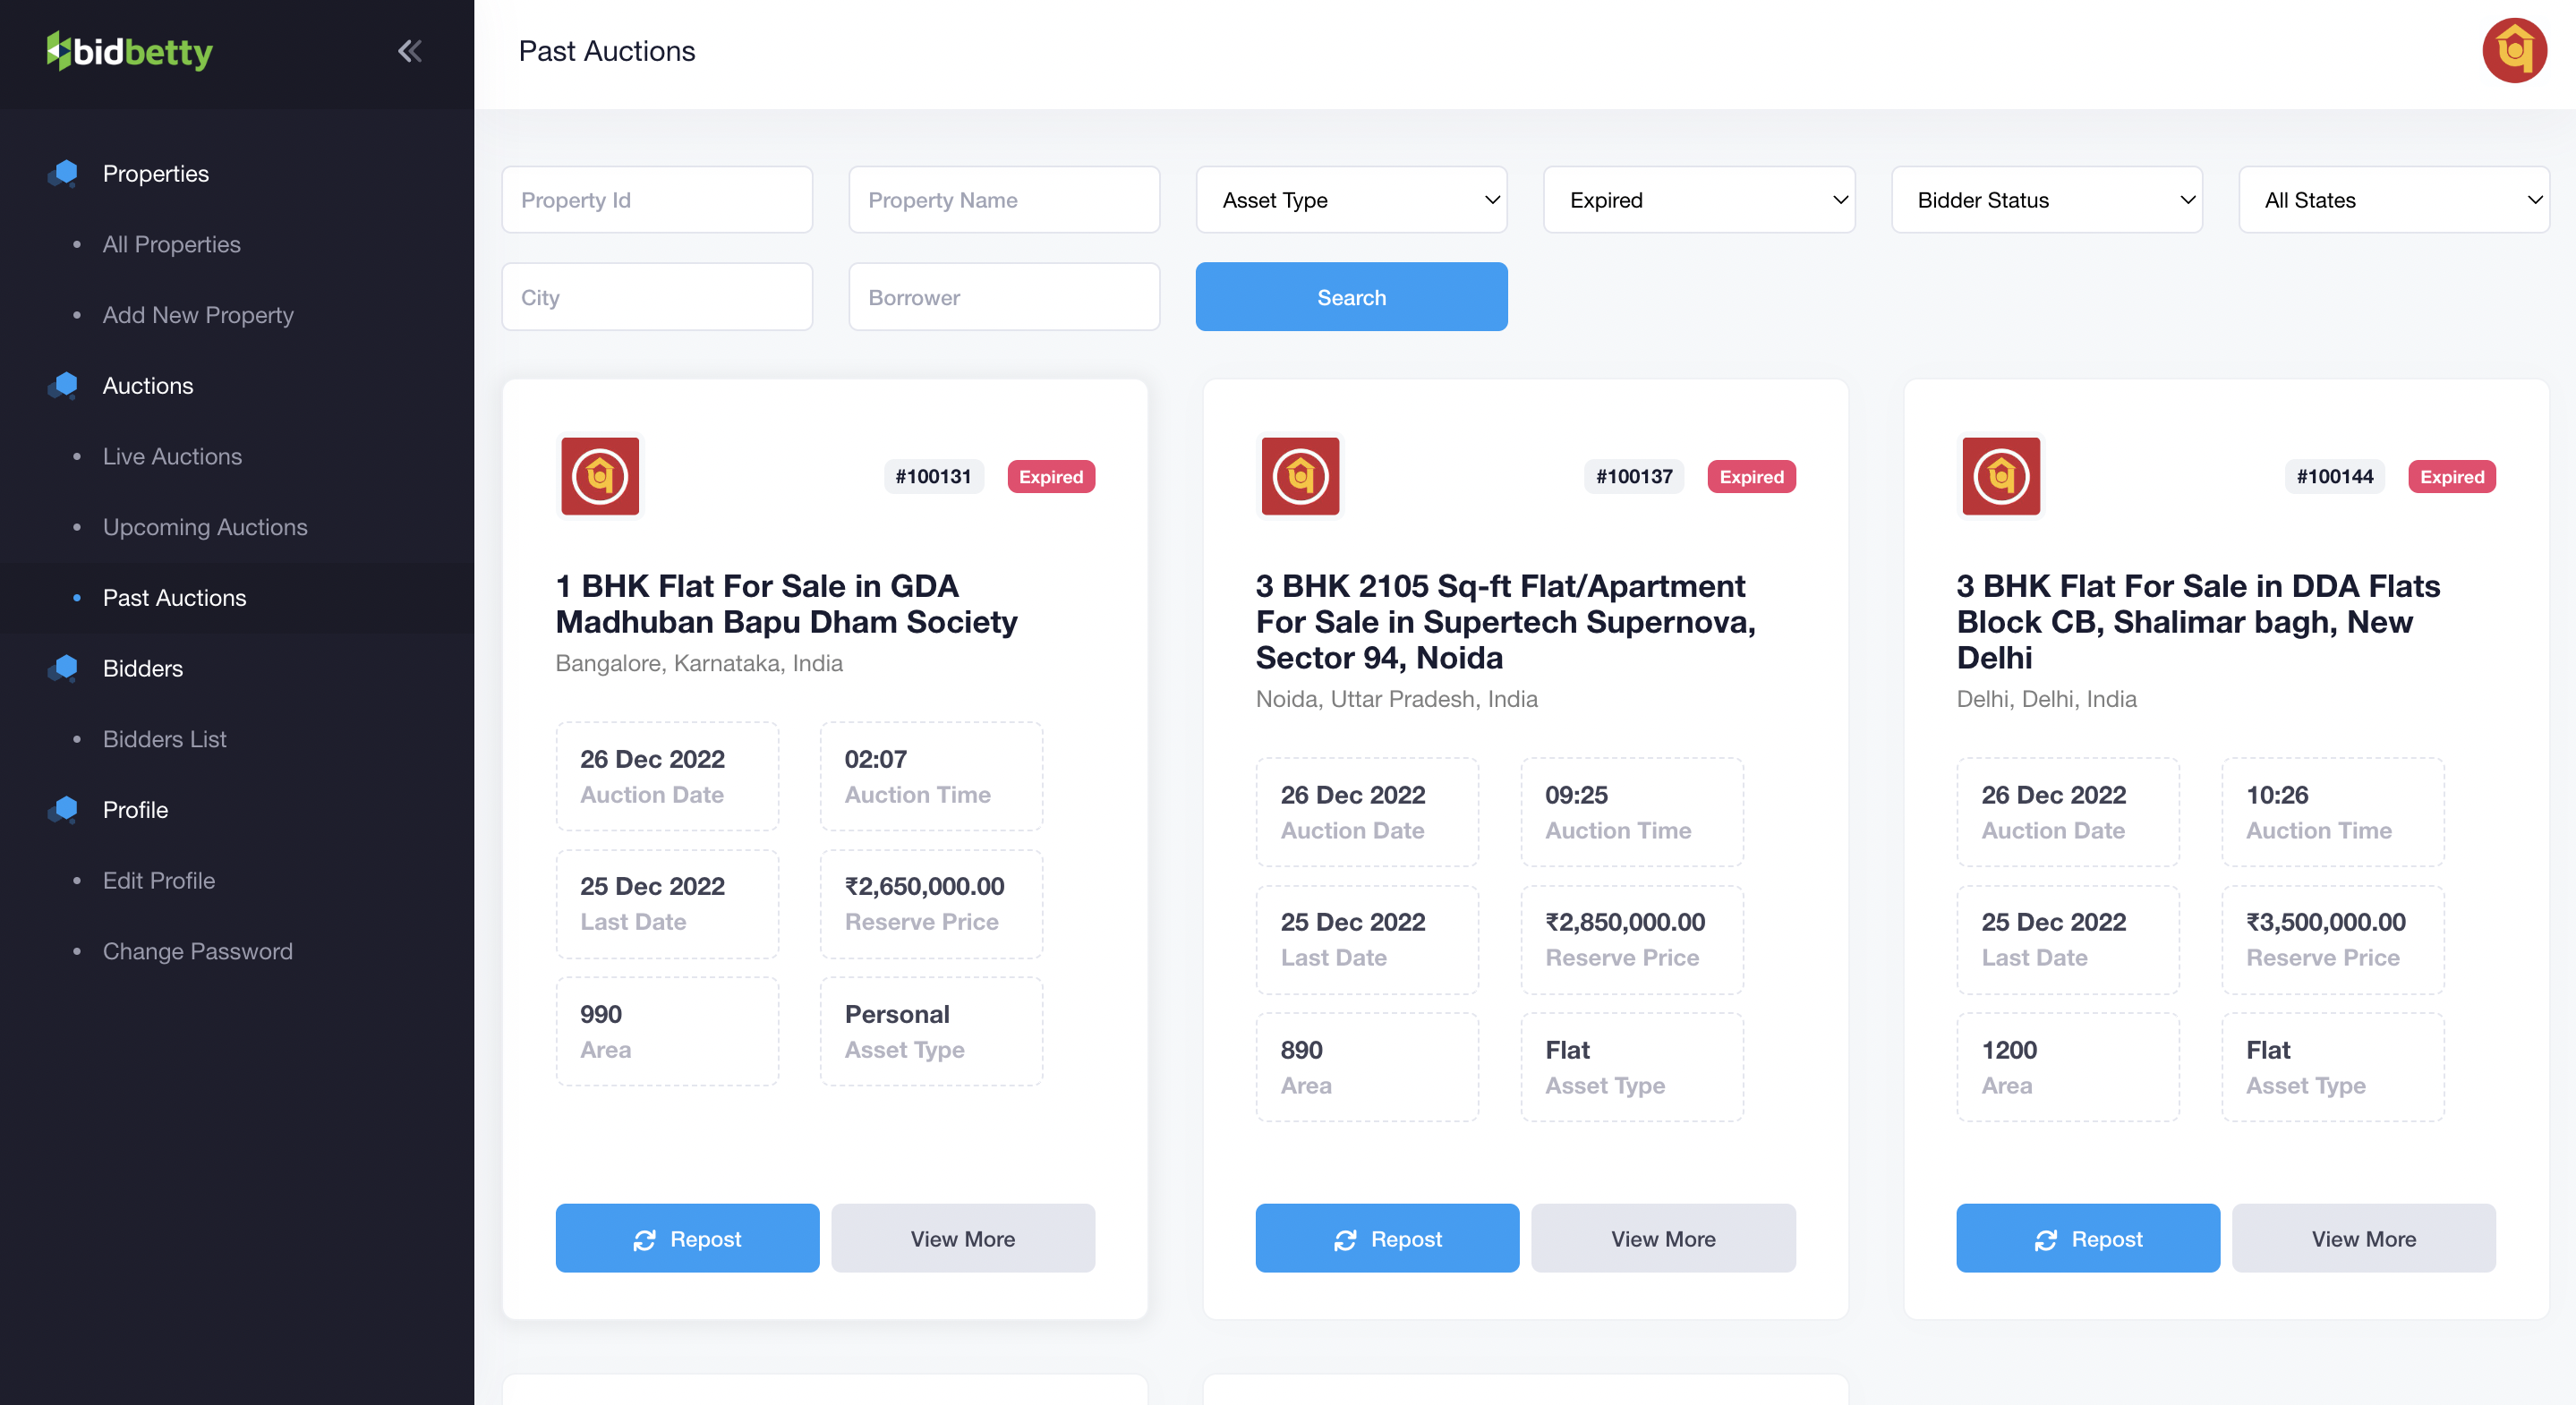 bidbetty
Past Auctions
Properties
All Properties
Add New Property
Auctions
Live Auctions
Upcoming Auctions
Past Auctions
Bidders
Bidders List
Profile
Edit Profile
Change Password
Property Id
Property Name
Asset Type
Expired
Bidder Status
All States
City
Borrower
Search
#100131
Expired
1 BHK Flat For Sale in GDA
Madhuban Bapu Dham Society
Bangalore, Karnataka, India
26 Dec 2022
Auction Date
02:07
Auction Time
25 Dec 2022
Last Date
₹2,650,000.00
Reserve Price
990
Area
Personal
Asset Type
Repost
View More
#100137
Expired
3 BHK 2105 Sq-ft Flat/Apartment
For Sale in Supertech Supernova,
Sector 94, Noida
Noida, Uttar Pradesh, India
26 Dec 2022
Auction Date
09:25
Auction Time
25 Dec 2022
Last Date
₹2,850,000.00
Reserve Price
890
Area
Flat
Asset Type
Repost
View More
#100144
Expired
3 BHK Flat For Sale in DDA Flats
Block CB, Shalimar bagh, New
Delhi
Delhi, Delhi, India
26 Dec 2022
Auction Date
10:26
Auction Time
25 Dec 2022
Last Date
₹3,500,000.00
Reserve Price
1200
Area
Flat
Asset Type
Repost
View More